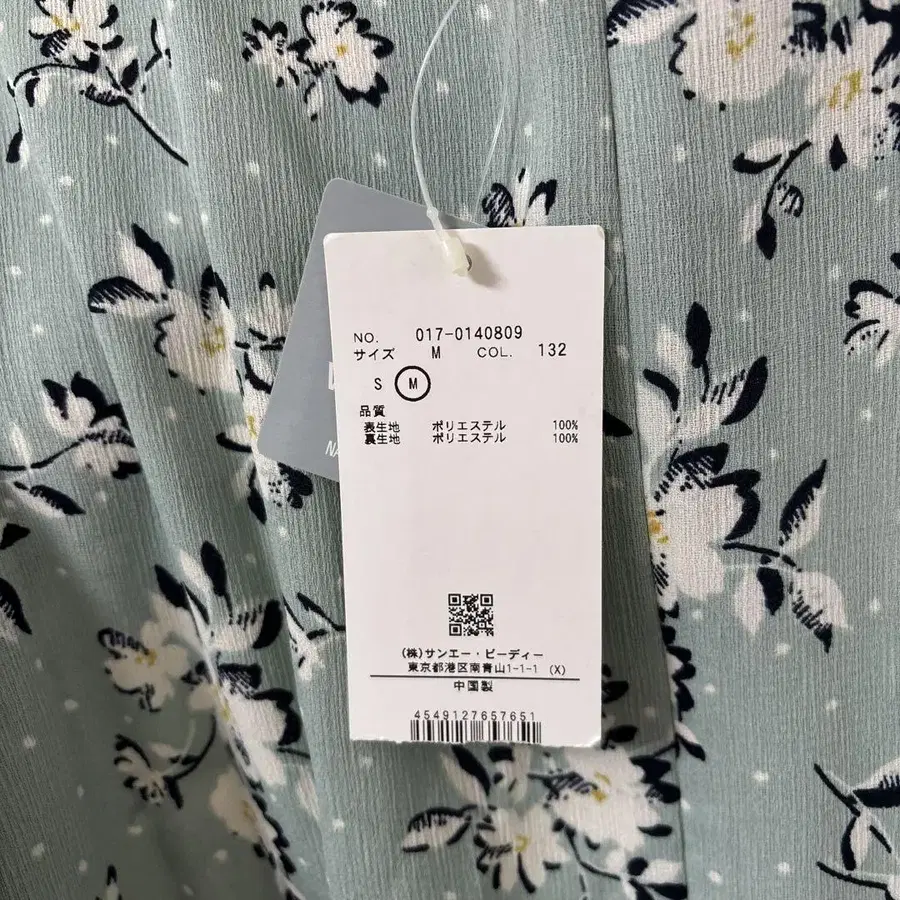 NO. 017-0140809
サイズ M COL. 132
S M
品質
表生地 ポリエステル 100%
裏生地 ポリエステル 100%
(株)サンエー・ビーディー
東京都港区南青山1-1-1 (X)
中国製
4549127657651